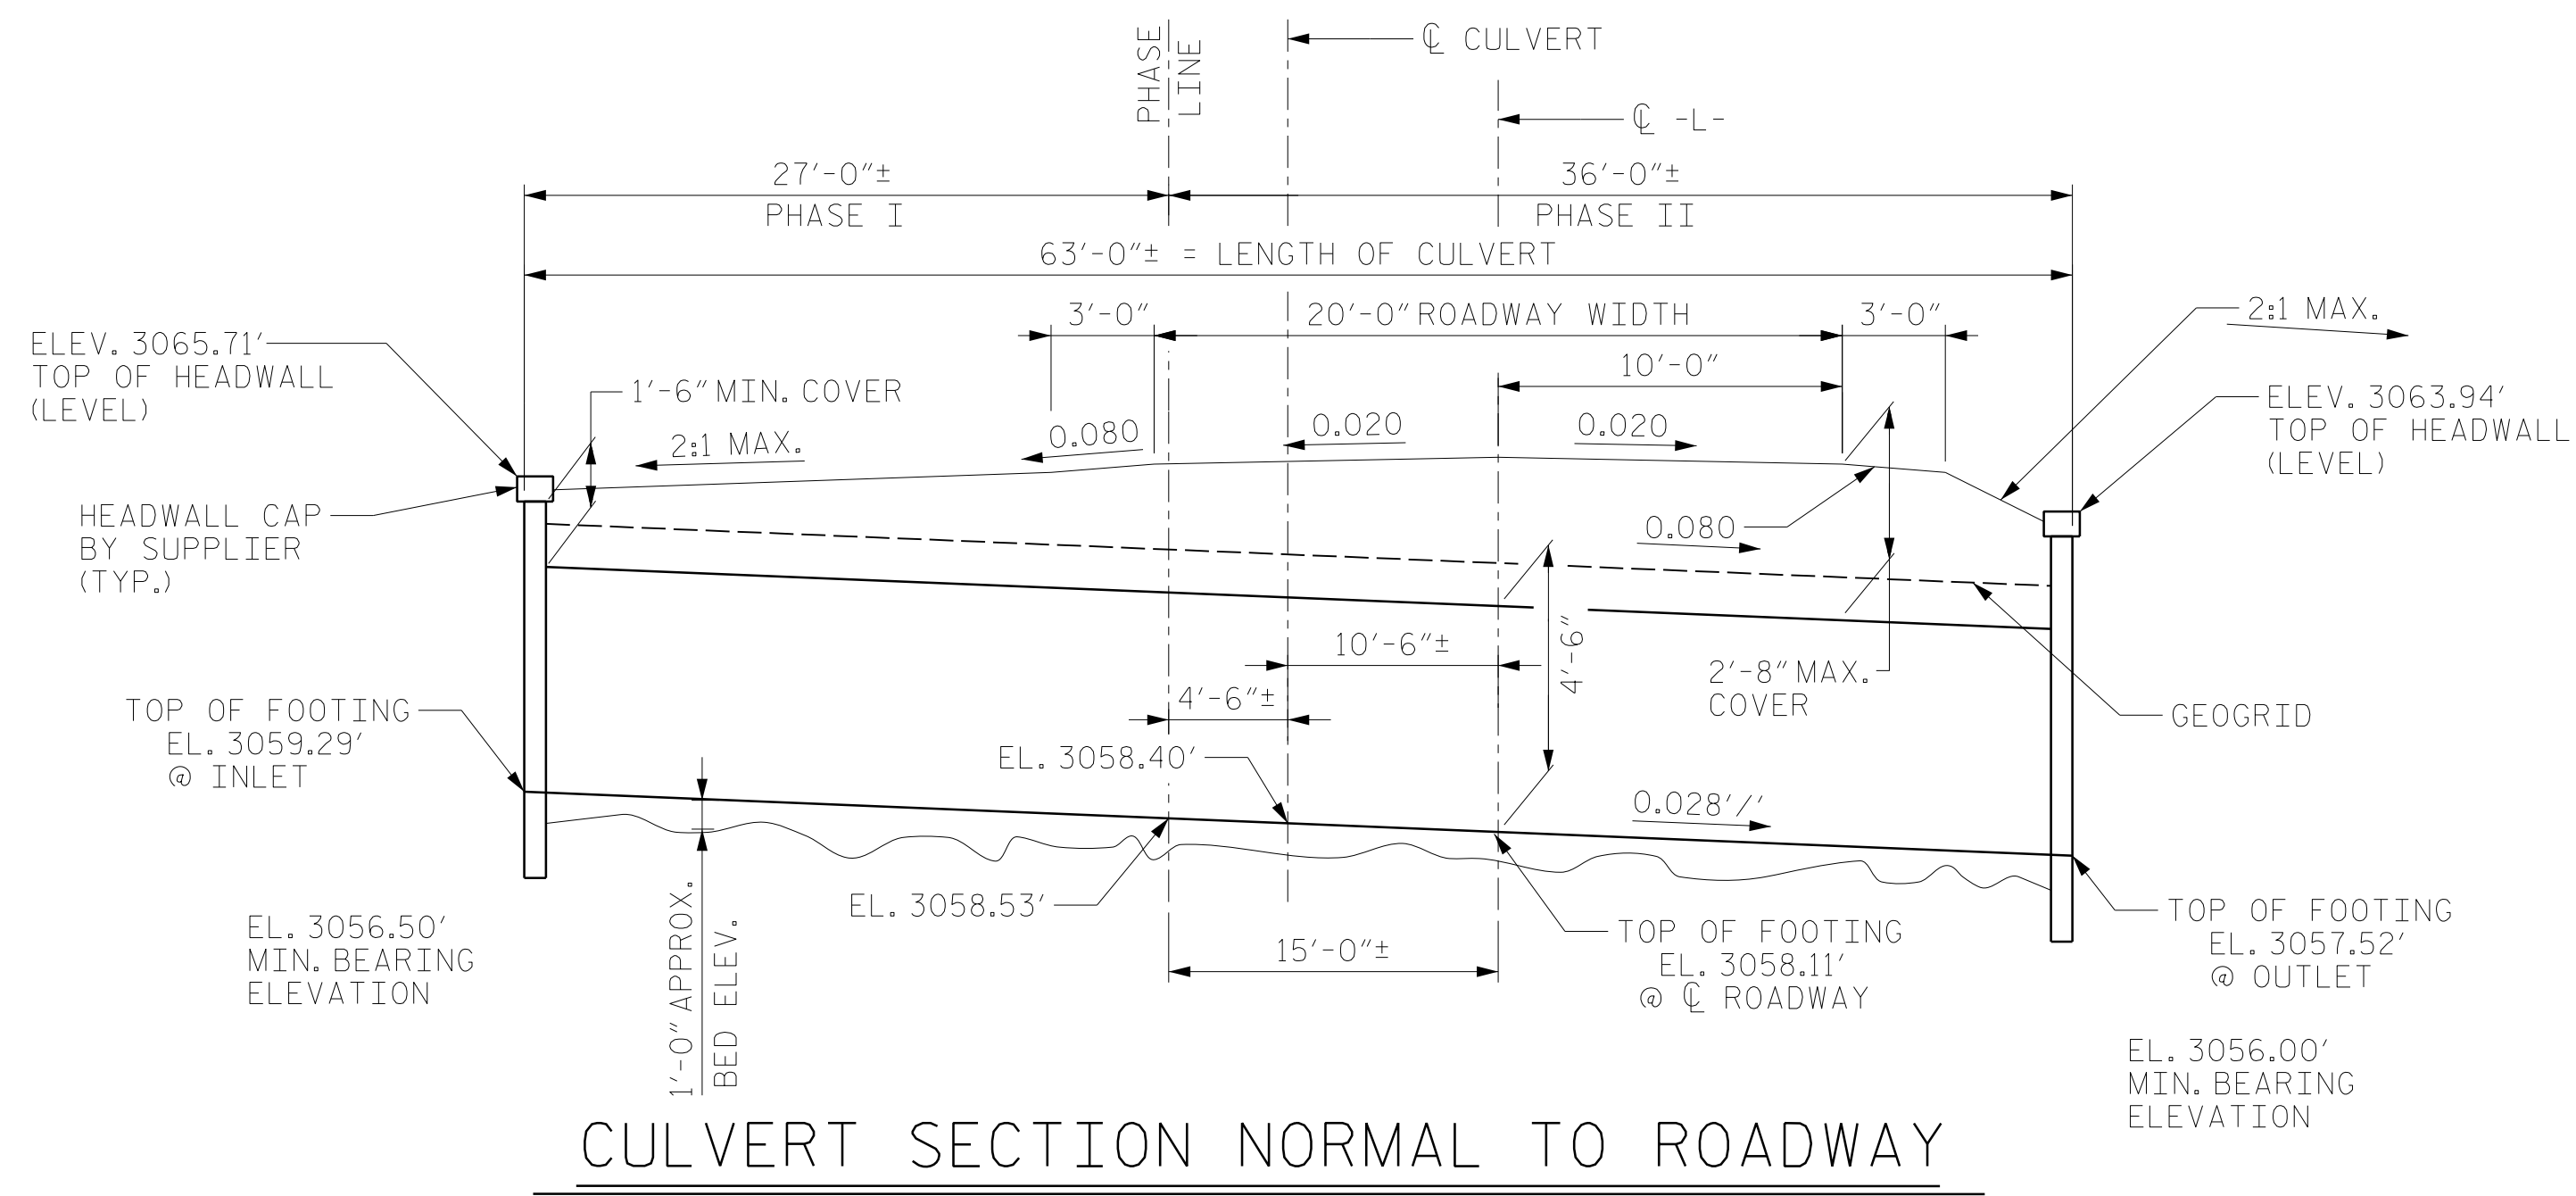 PHASE
LINE
℄ CULVERT
℄ -L-
27'-0"±
PHASE I
36'-0"±
PHASE II
63'-0"± = LENGTH OF CULVERT
3'-0"
20'-0" ROADWAY WIDTH
3'-0"
10'-0"
2:1 MAX.
ELEV. 3065.71'
TOP OF HEADWALL
(LEVEL)
1'-6" MIN. COVER
2:1 MAX.
0.080
0.020
0.020
ELEV. 3063.94'
TOP OF HEADWALL
(LEVEL)
HEADWALL CAP
BY SUPPLIER
(TYP.)
0.080
4'-6"
10'-6"±
4'-6"±
2'-8" MAX.
COVER
GEOGRID
TOP OF FOOTING
EL. 3059.29'
@ INLET
EL. 3058.40'
0.028'/'
EL. 3058.53'
1'-0" APPROX.
BED ELEV.
15'-0"±
TOP OF FOOTING
EL. 3058.11'
@ ℄ ROADWAY
TOP OF FOOTING
EL. 3057.52'
@ OUTLET
EL. 3056.50'
MIN. BEARING
ELEVATION
EL. 3056.00'
MIN. BEARING
ELEVATION
CULVERT SECTION NORMAL TO ROADWAY